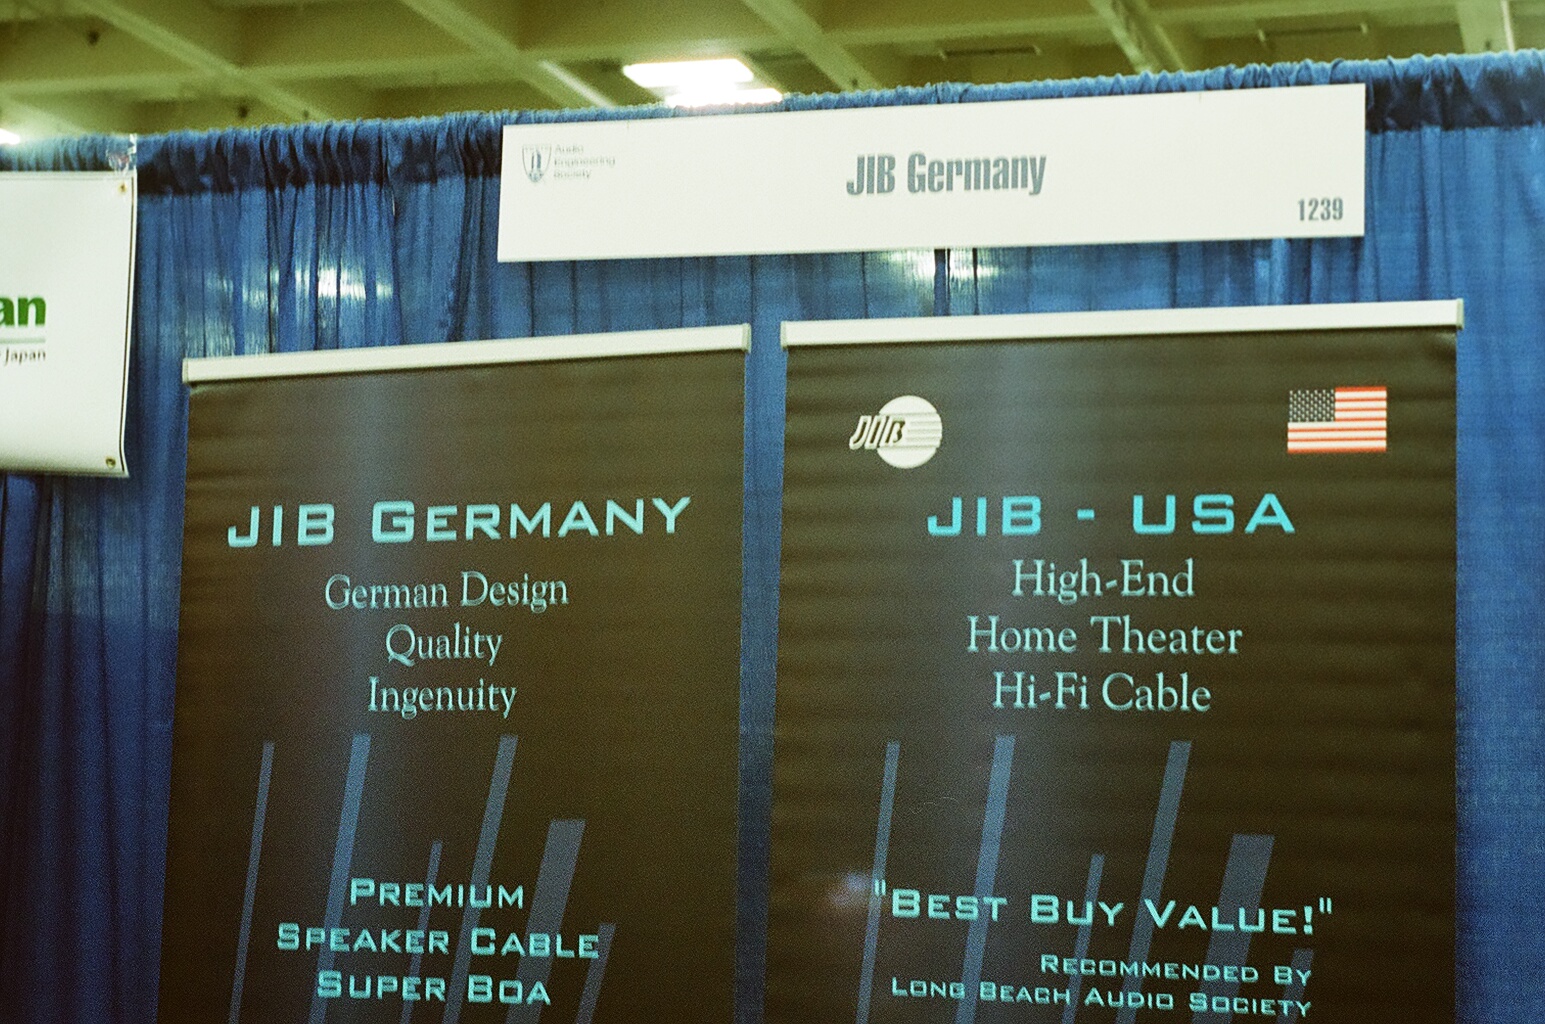 Audio
Engineering
Society
JIB Germany
1239
an
Japan
JIB GERMANY
German Design
Quality
Ingenuity
PREMIUM
SPEAKER CABLE
SUPER BOA
JIB
JIB - USA
High-End
Home Theater
Hi-Fi Cable
"BEST BUY VALUE!"
RECOMMENDED BY
LONG BEACH AUDIO SOCIETY